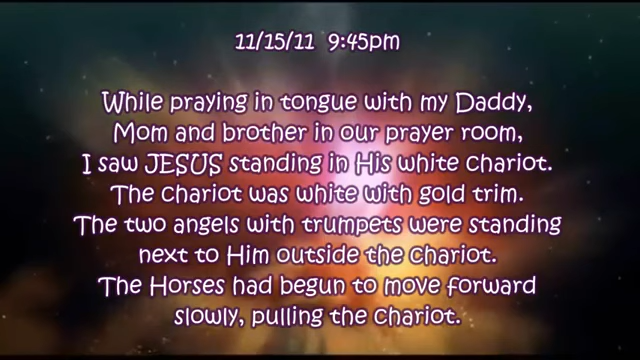 11/15/11 9:45pm
While praying in tongue with my Daddy,
Mom and brother in our prayer room,
I saw JESUS standing in His white chariot.
The chariot was white with gold trim.
The two angels with trumpets were standing
next to Him outside the chariot.
The Horses had begun to move forward
slowly, pulling the chariot.